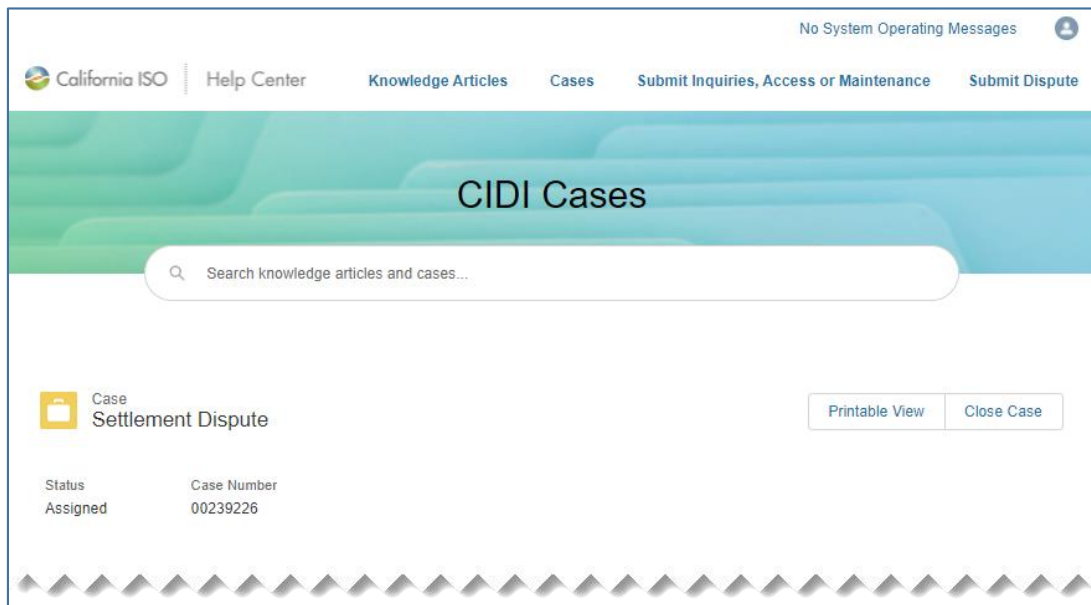 No System Operating Messages
California ISO Help Center Knowledge Articles Cases Submit Inquiries, Access or Maintenance Submit Dispute
CIDI Cases
Search knowledge articles and cases...
Case
Settlement Dispute
Printable View Close Case
Status Case Number
Assigned 00239226